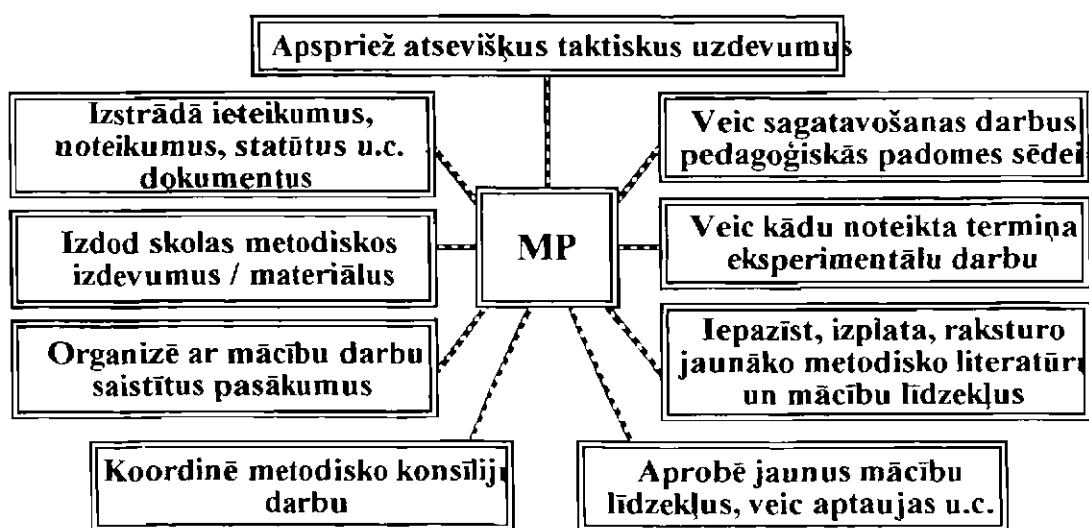 Apspriež atsevišķus taktiskus uzdevumus
Izstrādā ieteikumus,
noteikumus, statūtus u.c.
dokumentus
Veic sagatavošanas darbus
pedagoģiskās padomes sēdei
MP
Izdod skolas metodiskos
izdevumus / materiālus
Veic kādu noteikta termiņa
eksperimentālu darbu
Organizē ar mācību darbu
saistītus pasākumus
Iepazīst, izplata, raksturo
jaunāko metodisko literatūru
un mācību līdzekļus
Koordinē metodisko konsīliju
darbu
Aprobē jaunus mācību
līdzekļus, veic aptaujas u.c.